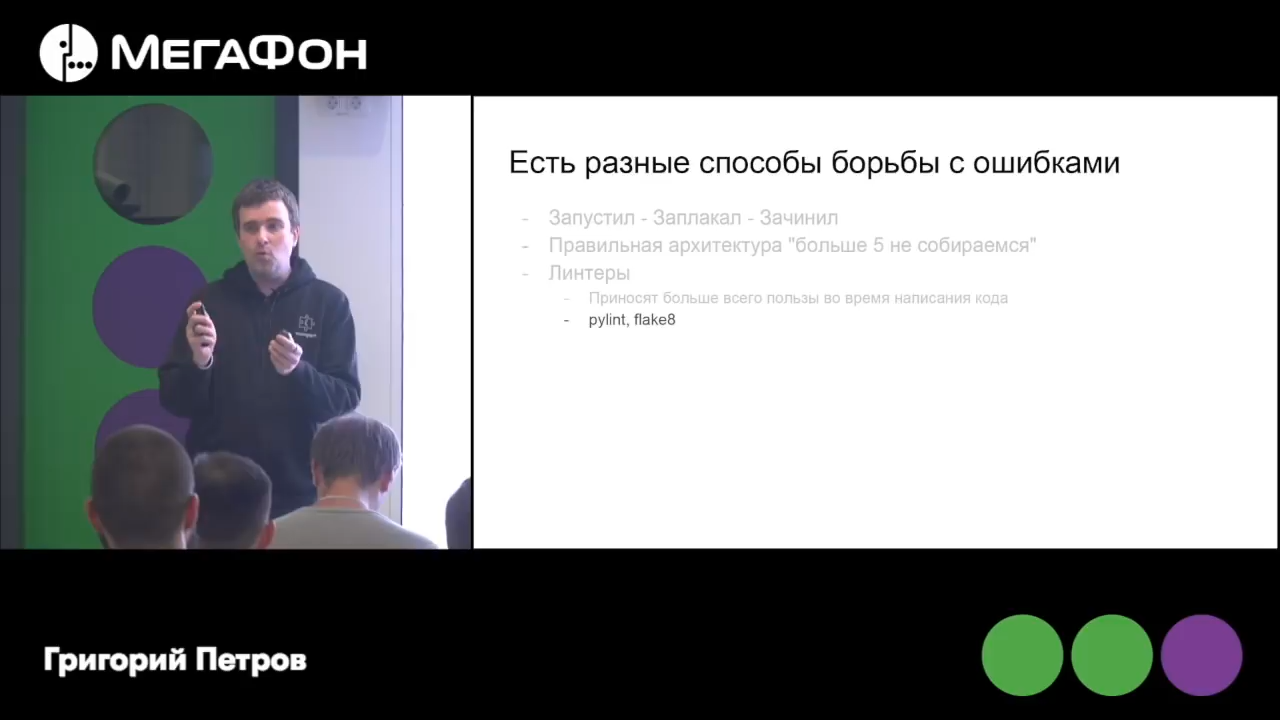 МегаФон
Есть разные способы борьбы с ошибками
- Запустил - Заплакал - Зачинил
- Правильная архитектура "больше 5 не собираемся"
- Линтеры
- Приносят больше всего пользы во время написания кода
- pylint, flake8
Григорий Петров